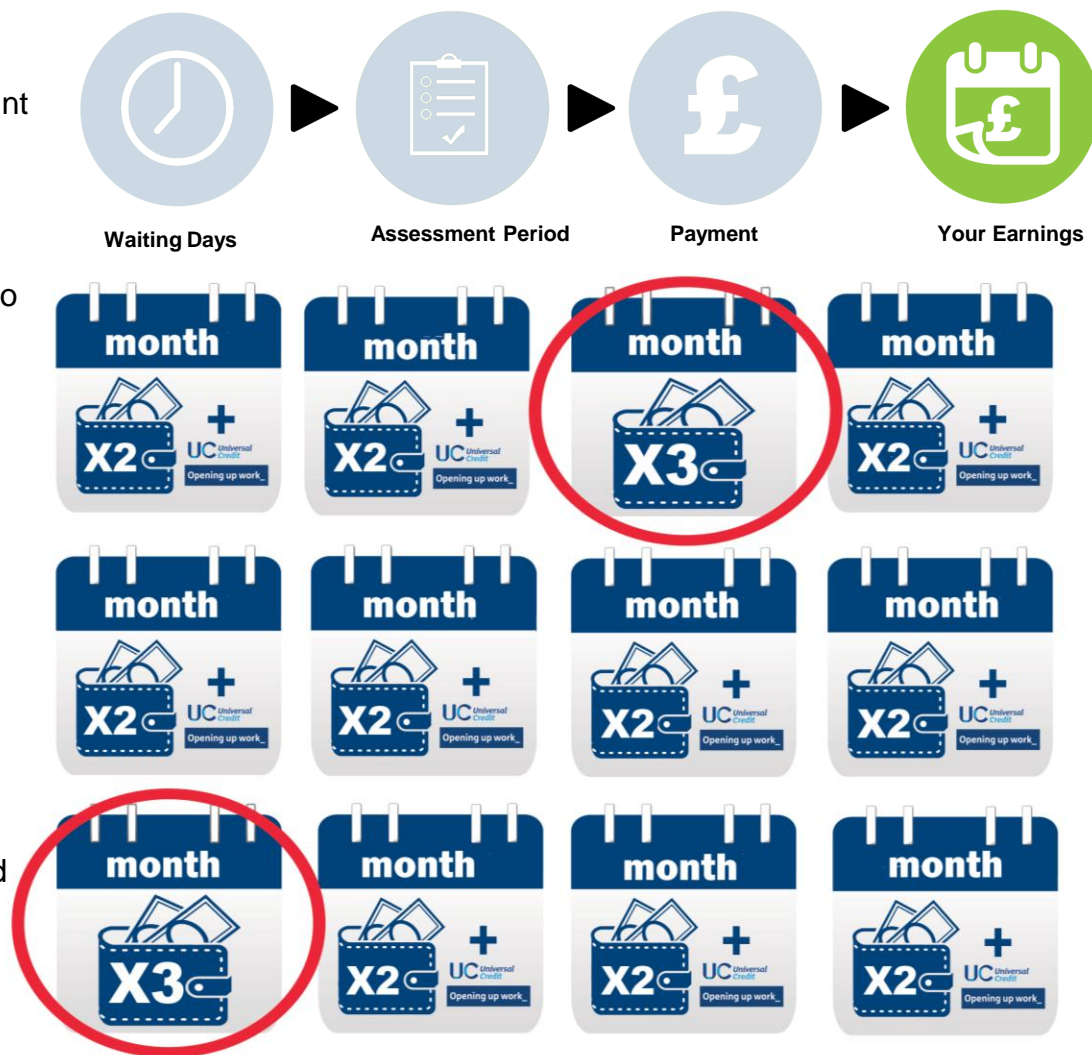 nt
£
£
Waiting Days
Assessment Period
Payment
Your Earnings
o
month
month
month
month
X2
+
UC Universal Credit
Opening up work_
X2
+
UC Universal Credit
Opening up work_
X3
X2
+
UC Universal Credit
Opening up work_
month
month
month
month
X2
+
UC Universal Credit
Opening up work_
X2
+
UC Universal Credit
Opening up work_
X2
+
UC Universal Credit
Opening up work_
X2
+
UC Universal Credit
Opening up work_
d
month
month
month
month
X3
X2
+
UC Universal Credit
Opening up work_
X2
+
UC Universal Credit
Opening up work_
X2
+
UC Universal Credit
Opening up work_